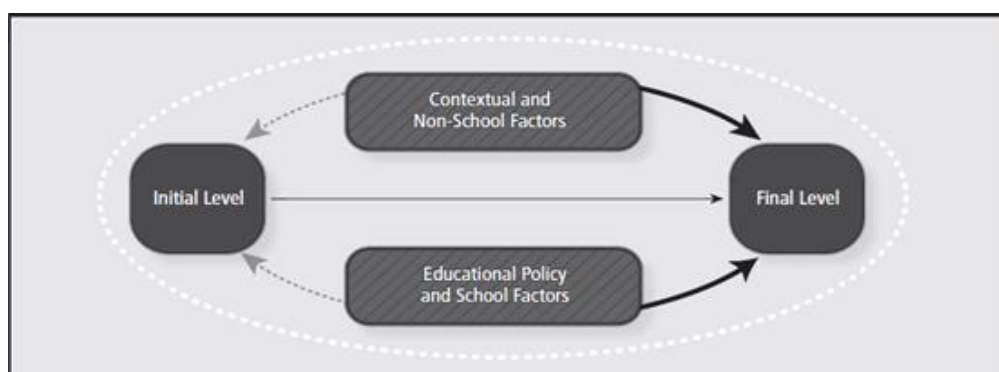 Contextual and
Non-School Factors
Initial Level
Final Level
Educational Policy
and School Factors